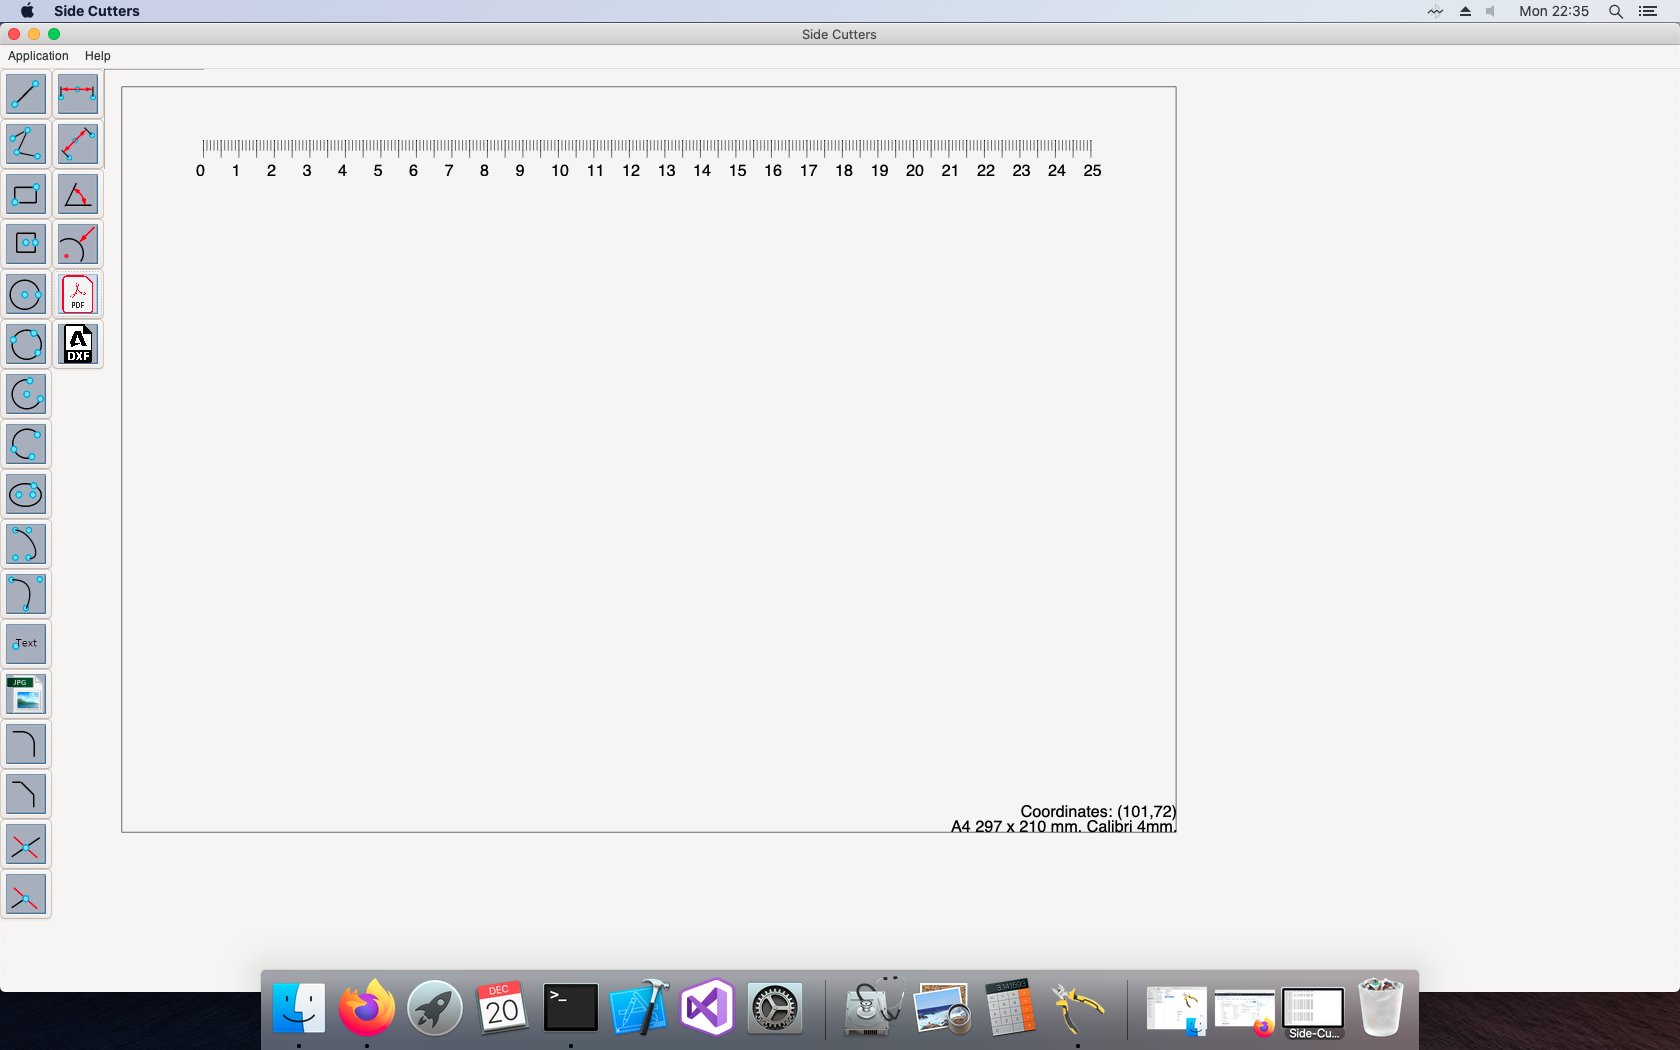 Side Cutters
Mon 22:35
Side Cutters
Application Help
0 1 2 3 4 5 6 7 8 9 10 11 12 13 14 15 16 17 18 19 20 21 22 23 24 25
PDF
DXF
Text
JPG
Coordinates: (101,72)
A4 297 x 210 mm. Calibri 4mm.
DEC
20
>_
3.141593
Side-Cu...